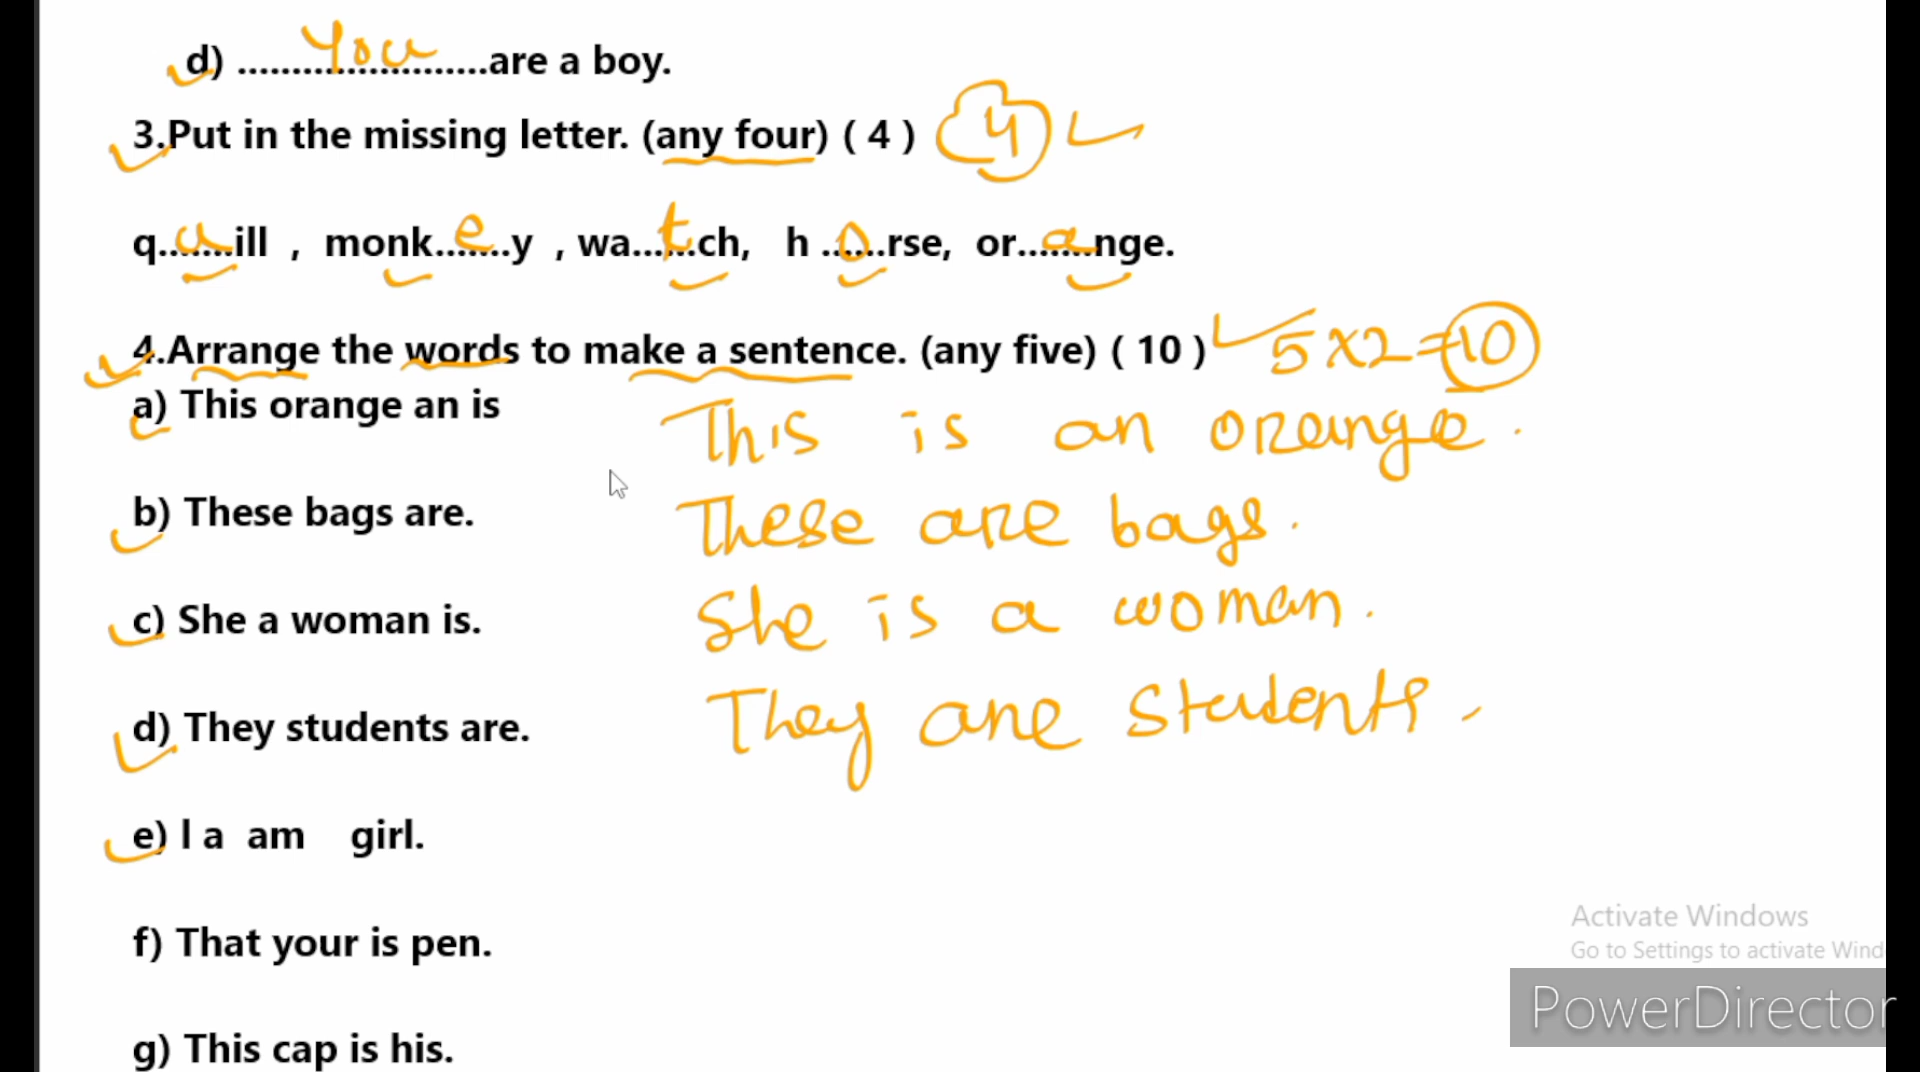 d) .......You.......are a boy.
3.Put in the missing letter. (any four) ( 4 ) 4
q...u...ill , monk...e...y , wa...t...ch, h ...o...rse, or...a...nge.
4.Arrange the words to make a sentence. (any five) ( 10 ) 5 x 2 = 10
a) This orange an is This is an orange.
b) These bags are. These are bags.
c) She a woman is. She is a woman.
d) They students are. They are students.
e) I a am girl.
f) That your is pen.
g) This cap is his.
Activate Windows
Go to Settings to activate Wind
PowerDirector